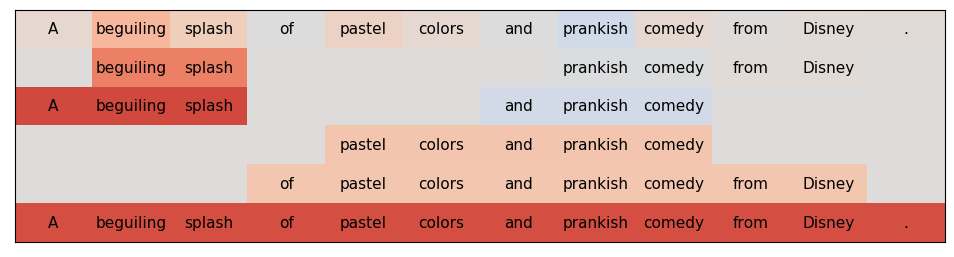 A beguiling splash of pastel colors and prankish comedy from Disney .
beguiling splash prankish comedy from Disney
A beguiling splash and prankish comedy
pastel colors and prankish comedy
of pastel colors and prankish comedy from Disney
A beguiling splash of pastel colors and prankish comedy from Disney .